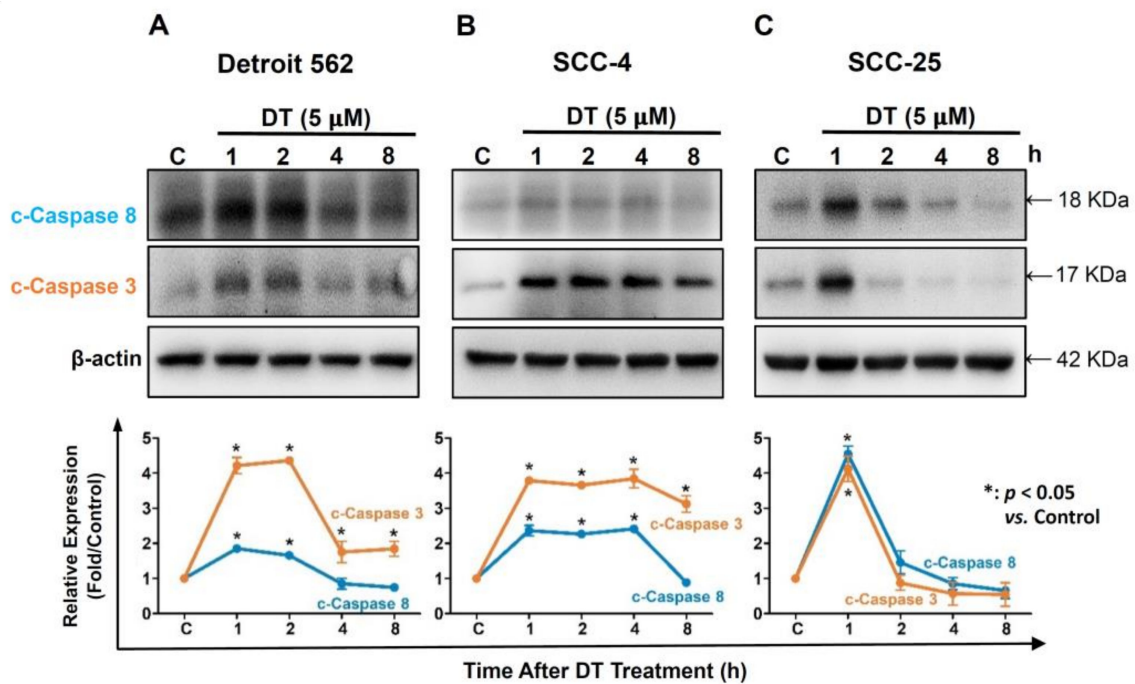 A B C
Detroit 562 SCC-4 SCC-25
DT (5 μM) DT (5 μM) DT (5 μM)
C 1 2 4 8 C 1 2 4 8 C 1 2 4 8 h
c-Caspase 8 ←18 KDa
c-Caspase 3 ←17 KDa
β-actin ←42 KDa
Relative Expression
(Fold/Control)
5
4
3
2
1
0
* * * *
c-Caspase 3
* *
c-Caspase 8
C 1 2 4 8
5
4
3
2
1
0
* * * *
c-Caspase 3
* * *
c-Caspase 8
C 1 2 4 8
5
4
3
2
1
0
*
*
c-Caspase 8
c-Caspase 3
C 1 2 4 8
*: p < 0.05
vs. Control
Time After DT Treatment (h)